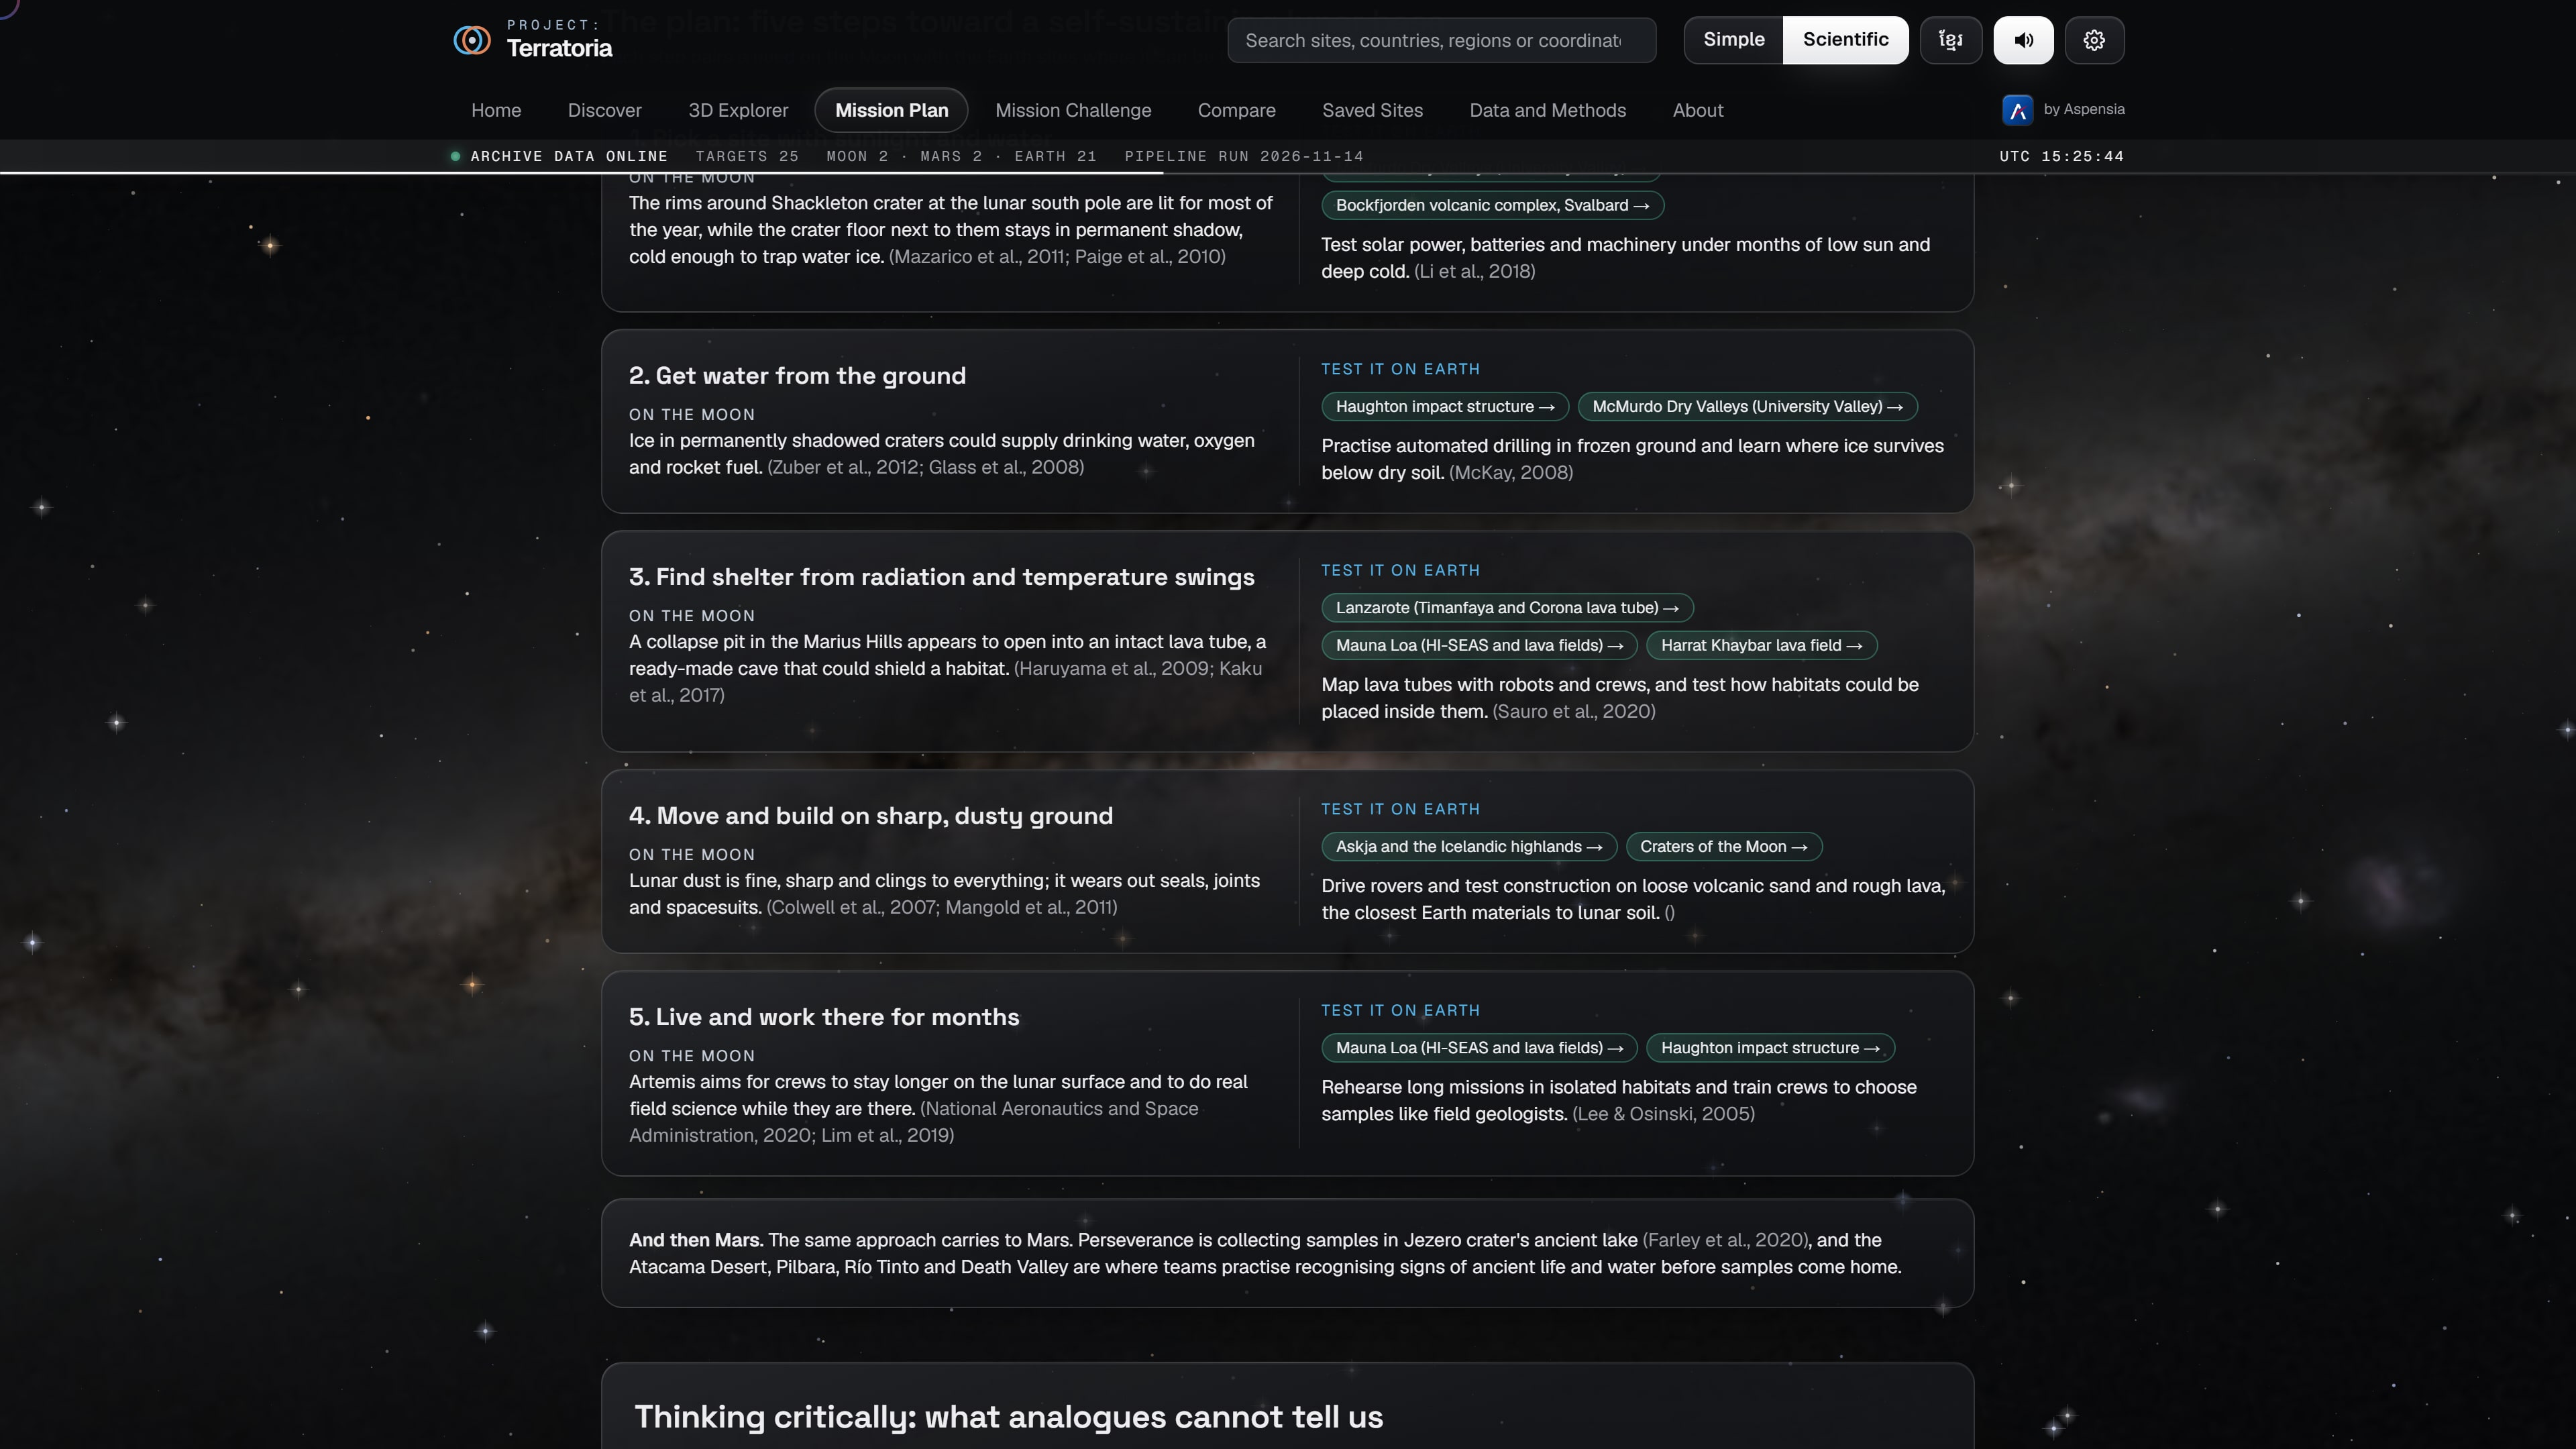 PROJECT:
Terratoria
Search sites, countries, regions or coordinat
Simple
Scientific
ខ្មែរ
Home
Discover
3D Explorer
Mission Plan
Mission Challenge
Compare
Saved Sites
Data and Methods
About
by Aspensia
ARCHIVE DATA ONLINE TARGETS 25 MOON 2 · MARS 2 · EARTH 21 PIPELINE RUN 2026-11-14
UTC 15:25:44
The plan: five steps toward a self-sustain
1. Pick a site with sunlight and water
ON THE MOON
The rims around Shackleton crater at the lunar south pole are lit for most of
the year, while the crater floor next to them stays in permanent shadow,
cold enough to trap water ice. (Mazarico et al., 2011; Paige et al., 2010)
Bockfjorden volcanic complex, Svalbard →
Test solar power, batteries and machinery under months of low sun and
deep cold. (Li et al., 2018)
2. Get water from the ground
ON THE MOON
Ice in permanently shadowed craters could supply drinking water, oxygen
and rocket fuel. (Zuber et al., 2012; Glass et al., 2008)
TEST IT ON EARTH
Haughton impact structure →
McMurdo Dry Valleys (University Valley) →
Practise automated drilling in frozen ground and learn where ice survives
below dry soil. (McKay, 2008)
3. Find shelter from radiation and temperature swings
ON THE MOON
A collapse pit in the Marius Hills appears to open into an intact lava tube, a
ready-made cave that could shield a habitat. (Haruyama et al., 2009; Kaku
et al., 2017)
TEST IT ON EARTH
Lanzarote (Timanfaya and Corona lava tube) →
Mauna Loa (HI-SEAS and lava fields) →
Harrat Khaybar lava field →
Map lava tubes with robots and crews, and test how habitats could be
placed inside them. (Sauro et al., 2020)
4. Move and build on sharp, dusty ground
ON THE MOON
Lunar dust is fine, sharp and clings to everything; it wears out seals, joints
and spacesuits. (Colwell et al., 2007; Mangold et al., 2011)
TEST IT ON EARTH
Askja and the Icelandic highlands →
Craters of the Moon →
Drive rovers and test construction on loose volcanic sand and rough lava,
the closest Earth materials to lunar soil. ()
5. Live and work there for months
ON THE MOON
Artemis aims for crews to stay longer on the lunar surface and to do real
field science while they are there. (National Aeronautics and Space
Administration, 2020; Lim et al., 2019)
TEST IT ON EARTH
Mauna Loa (HI-SEAS and lava fields) →
Haughton impact structure →
Rehearse long missions in isolated habitats and train crews to choose
samples like field geologists. (Lee & Osinski, 2005)
And then Mars. The same approach carries to Mars. Perseverance is collecting samples in Jezero crater's ancient lake (Farley et al., 2020), and the
Atacama Desert, Pilbara, Río Tinto and Death Valley are where teams practise recognising signs of ancient life and water before samples come home.
Thinking critically: what analogues cannot tell us